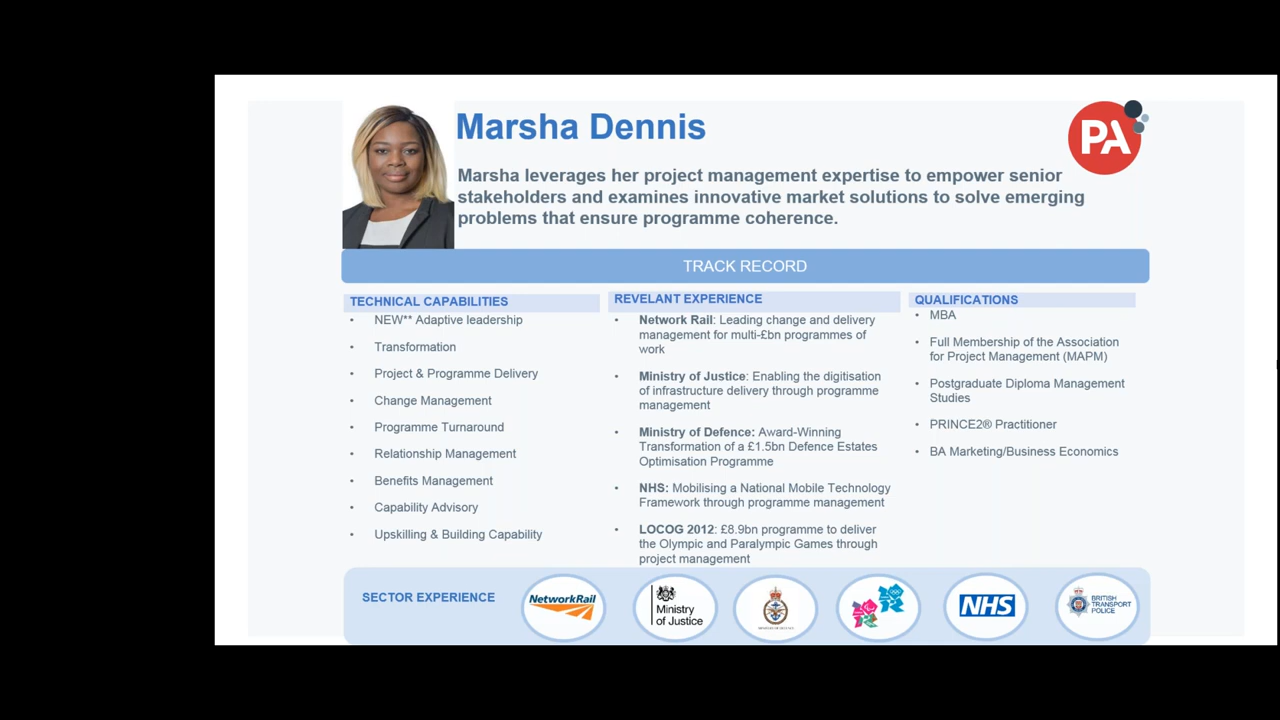 Marsha Dennis
PA
Marsha leverages her project management expertise to empower senior
stakeholders and examines innovative market solutions to solve emerging
problems that ensure programme coherence.
TRACK RECORD
TECHNICAL CAPABILITIES
• NEW** Adaptive leadership
• Transformation
• Project & Programme Delivery
• Change Management
• Programme Turnaround
• Relationship Management
• Benefits Management
• Capability Advisory
• Upskilling & Building Capability
REVELANT EXPERIENCE
• Network Rail: Leading change and delivery
management for multi-£bn programmes of
work
• Ministry of Justice: Enabling the digitisation
of infrastructure delivery through programme
management
• Ministry of Defence: Award-Winning
Transformation of a £1.5bn Defence Estates
Optimisation Programme
• NHS: Mobilising a National Mobile Technology
Framework through programme management
• LOCOG 2012: £8.9bn programme to deliver
the Olympic and Paralympic Games through
project management
QUALIFICATIONS
• MBA
• Full Membership of the Association
for Project Management (MAPM)
• Postgraduate Diploma Management
Studies
• PRINCE2® Practitioner
• BA Marketing/Business Economics
SECTOR EXPERIENCE
NetworkRail
Ministry
of Justice
NHS
BRITISH
TRANSPORT
POLICE